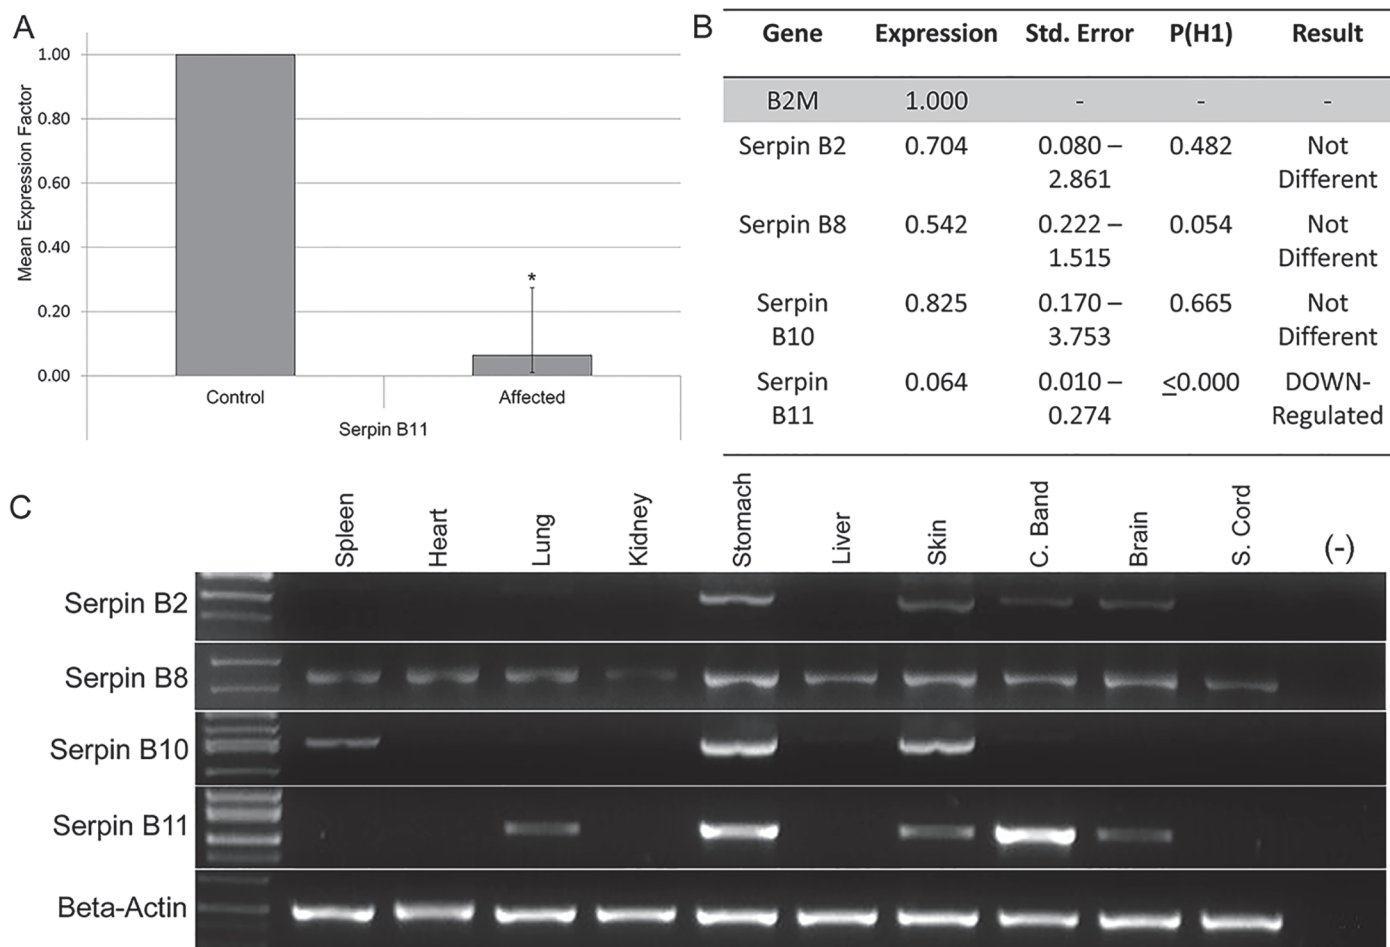 A
1.00
0.80
0.60
0.40
0.20
0.00
Mean Expression Factor
*
Control
Affected
Serpin B11
B
Gene Expression Std. Error P(H1) Result
B2M 1.000 - - -
Serpin B2 0.704 0.080 – 0.482 Not
2.861 Different
Serpin B8 0.542 0.222 – 0.054 Not
1.515 Different
Serpin 0.825 0.170 – 0.665 Not
B10 3.753 Different
Serpin 0.064 0.010 – <0.000 DOWN-
B11 0.274 Regulated
C
Spleen
Heart
Lung
Kidney
Stomach
Liver
Skin
C. Band
Brain
S. Cord
(-)
Serpin B2
Serpin B8
Serpin B10
Serpin B11
Beta-Actin